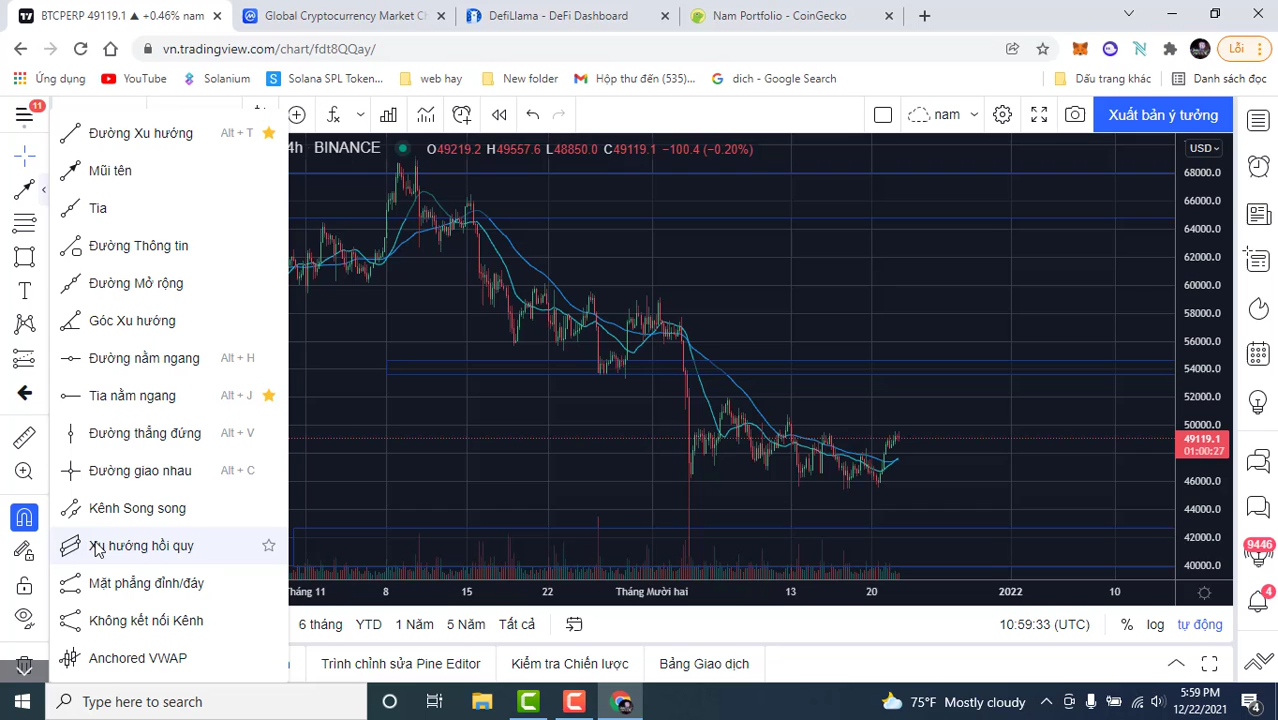 BTCPERP 49119.1 ▲ +0.46% nam
Global Cryptocurrency Market C
DefiLlama - DeFi Dashboard
Nam Portfolio - CoinGecko
vn.tradingview.com/chart/fdt8QQay/
Lỗi
Ứng dụng
YouTube
Solanium
Solana SPL Token...
web hay
New folder
Hộp thư đến (535)...
dich - Google Search
Dấu trang khác
Danh sách đọc
11
nam
Xuất bản ý tưởng
Đường Xu hướng Alt + T
Mũi tên
Tia
Đường Thông tin
Đường Mở rộng
Góc Xu hướng
Đường nằm ngang Alt + H
Tia nằm ngang Alt + J
Đường thẳng đứng Alt + V
Đường giao nhau Alt + C
Kênh Song song
Xu hướng hồi quy
Mặt phẳng đỉnh/đáy
Không kết nối Kênh
Anchored VWAP
4h BINANCE O49219.2 H49557.6 L48850.0 C49119.1 −100.4 (−0.20%)
USD
68000.0
66000.0
64000.0
62000.0
60000.0
58000.0
56000.0
54000.0
52000.0
50000.0
49119.1
01:00:27
46000.0
44000.0
42000.0
40000.0
9446
4
Tháng 11 8 15 22 Tháng Mười hai 13 20 2022 10
6 tháng YTD 1 Năm 5 Năm Tất cả
10:59:33 (UTC) % log tự động
Trình chỉnh sửa Pine Editor Kiểm tra Chiến lược Bảng Giao dịch
Type here to search
75°F Mostly cloudy
5:59 PM
12/22/2021
4